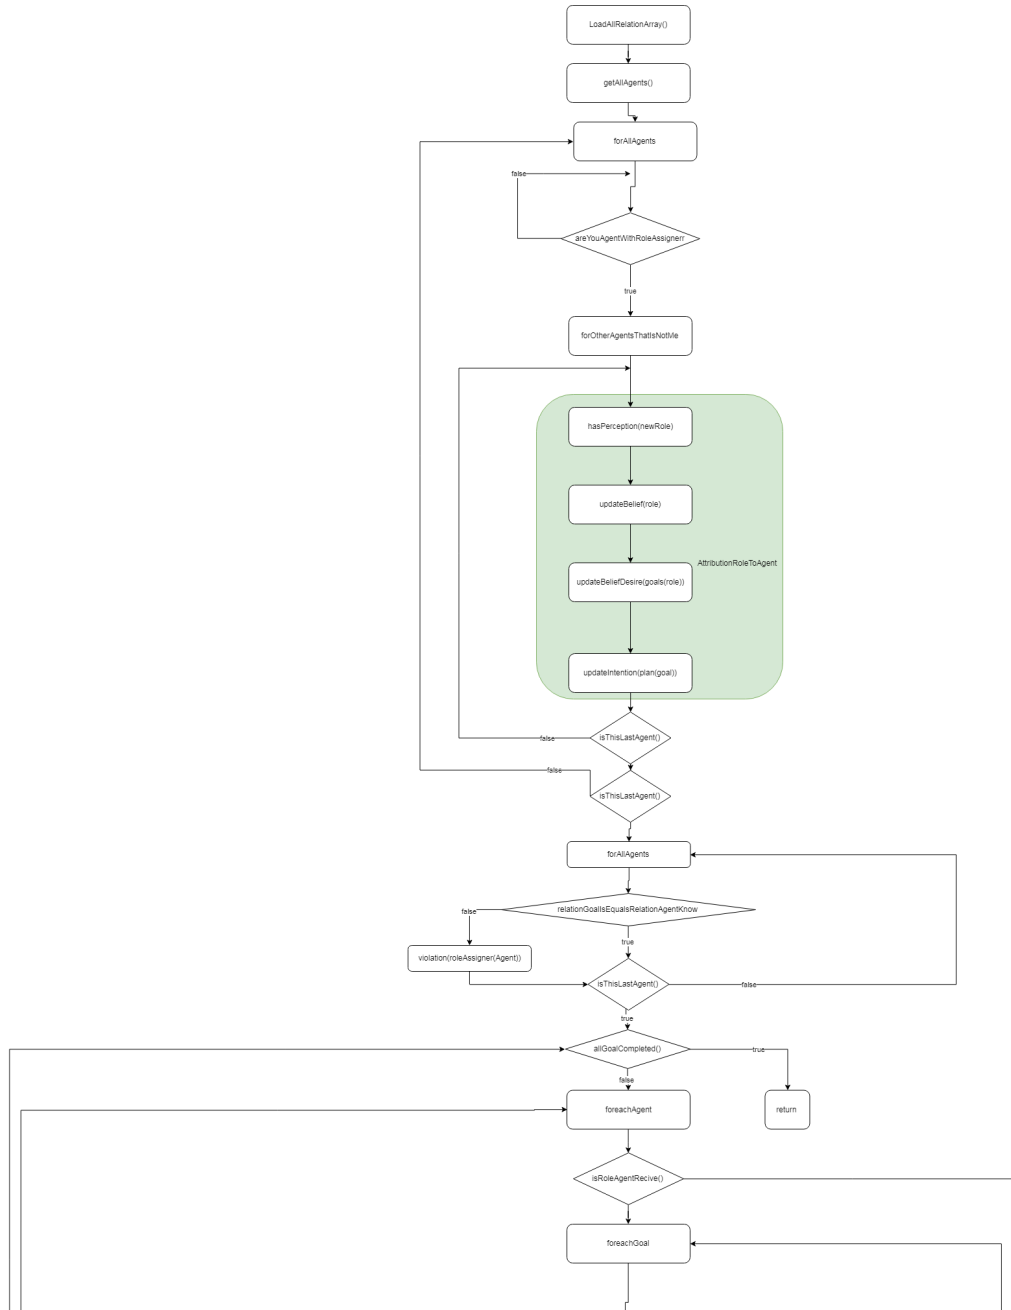 LoadAllRelationArray()
getAllAgents()
forAllAgents
false
areYouAgentWithRoleAssignerr
true
forOtherAgentsThatIsNotMe
hasPerception(newRole)
updateBelief(role)
AttributionRoleToAgent
updateBeliefDesire(goals(role))
updateIntention(plan(goal))
isThisLastAgent()
false
false
isThisLastAgent()
forAllAgents
relationGoalIsEqualsRelationAgentKnow
false
true
violation(roleAssigner(Agent))
isThisLastAgent()
false
true
allGoalCompleted()
true
false
foreachAgent
return
isRoleAgentRecive()
foreachGoal